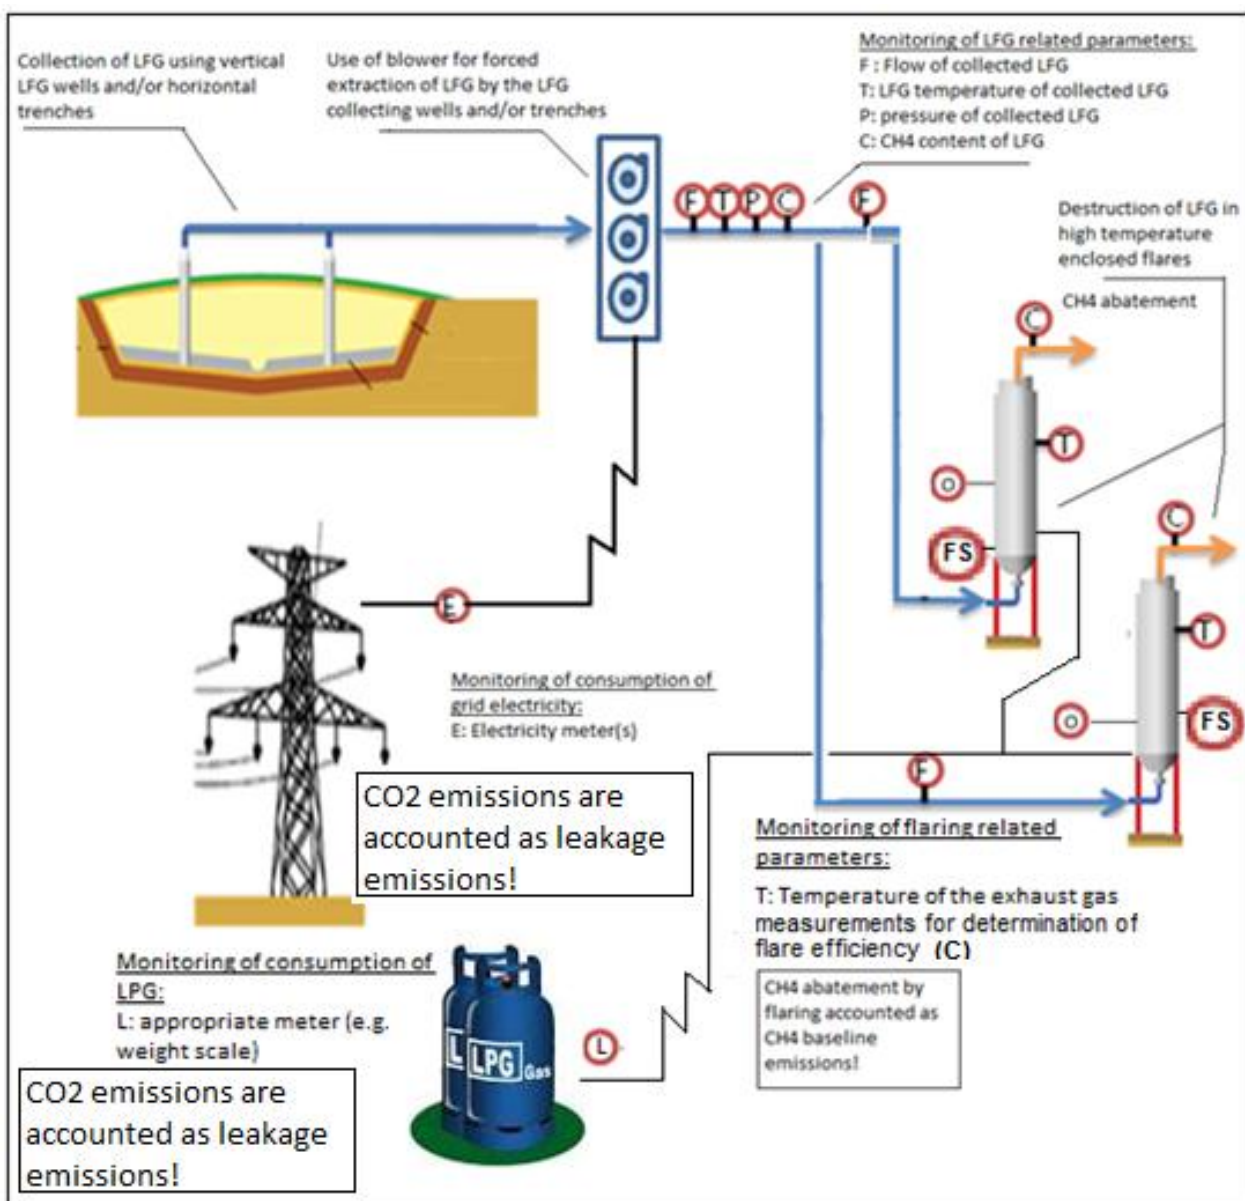 Collection of LFG using vertical
LFG wells and/or horizontal
trenches
Use of blower for forced
extraction of LFG by the LFG
collecting wells and/or trenches
Monitoring of LFG related parameters:
F : Flow of collected LFG
T: LFG temperature of collected LFG
P: pressure of collected LFG
C: CH4 content of LFG
F T P C F
Destruction of LFG in
high temperature
enclosed flares
CH4 abatement
C
T
O
FS
C
T
O
FS
E
Monitoring of consumption of
grid electricity:
E: Electricity meter(s)
CO2 emissions are
accounted as leakage
emissions!
F
Monitoring of flaring related
parameters:
T: Temperature of the exhaust gas
measurements for determination of
flare efficiency (C)
CH4 abatement by
flaring accounted as
CH4 baseline
emissions!
Monitoring of consumption of
LPG:
L: appropriate meter (e.g.
weight scale)
L LPG Gas
L
CO2 emissions are
accounted as leakage
emissions!